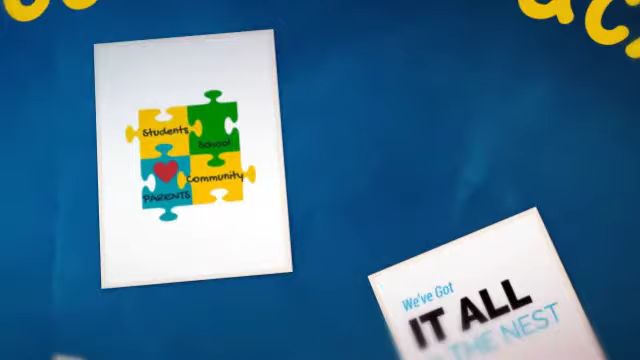 Students
School
Community
PARENTS
We've Got
IT ALL
THE NEST